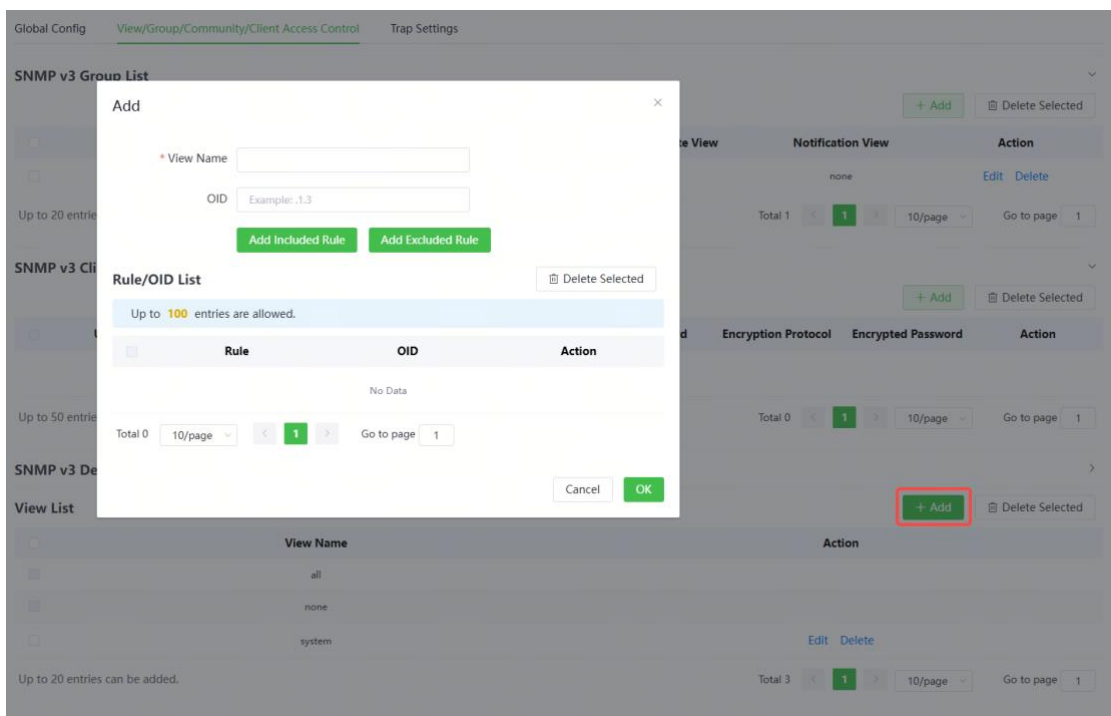 Global Config View/Group/Community/Client Access Control Trap Settings
SNMP v3 Group List
+ Add Delete Selected
View Notification View Action
none Edit Delete
Up to 20 entrie Total 1 1 10/page Go to page 1
SNMP v3 Cli
+ Add Delete Selected
d Encryption Protocol Encrypted Password Action
Up to 50 entrie Total 0 1 10/page Go to page 1
SNMP v3 De
View List + Add Delete Selected
View Name Action
all
none
system Edit Delete
Up to 20 entries can be added. Total 3 1 10/page Go to page 1
Add
* View Name
OID Example: .1.3
Add Included Rule Add Excluded Rule
Rule/OID List Delete Selected
Up to 100 entries are allowed.
Rule OID Action
No Data
Total 0 10/page 1 Go to page 1
Cancel OK